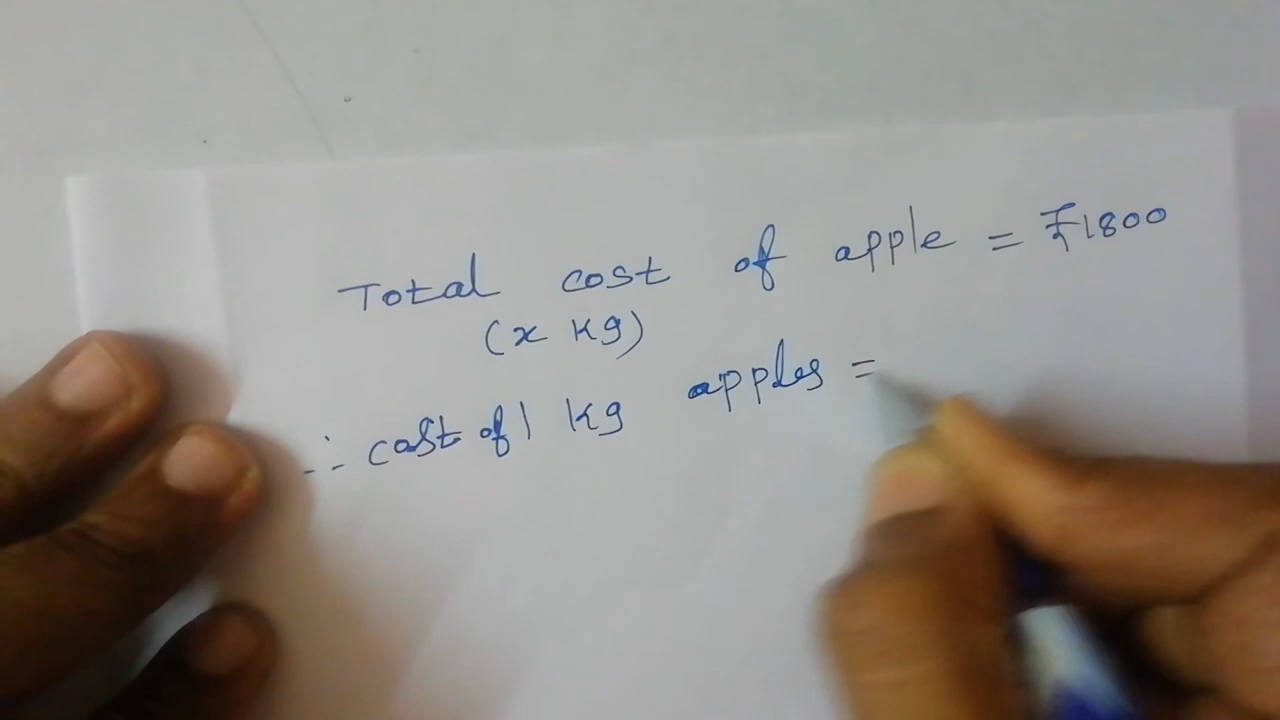 Total cost of apple = ₹1800
(x kg)
∴ cost of 1 kg apples =